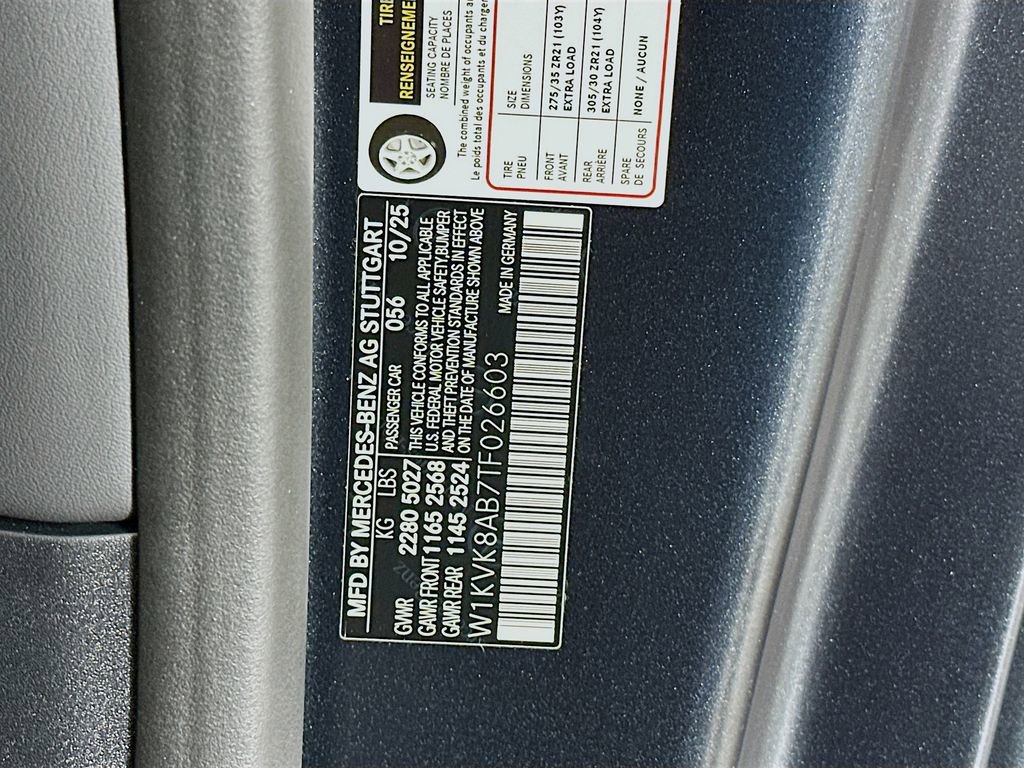 MFD BY MERCEDES-BENZ AG STUTTGART
KG LBS PASSENGER CAR 056 10/25
GVWR 2280 5027
GAWR FRONT 1165 2568
GAWR REAR 1145 2524
THIS VEHICLE CONFORMS TO ALL APPLICABLE
U.S. FEDERAL MOTOR VEHICLE SAFETY,BUMPER
AND THEFT PREVENTION STANDARDS IN EFFECT
ON THE DATE OF MANUFACTURE SHOWN ABOVE
W1KVK8AB7TF026603 MADE IN GERMANY
TIRE
RENSEIGNEME
SEATING CAPACITY
NOMBRE DE PLACES
The combined weight of occupants a
Le poids total des occupants et du charge
TIRE SIZE
PNEU DIMENSIONS
FRONT 275/35 ZR21 (103Y)
AVANT EXTRA LOAD
REAR 305/30 ZR21 (104Y)
ARRIÈRE EXTRA LOAD
SPARE NONE / AUCUN
DE SECOURS